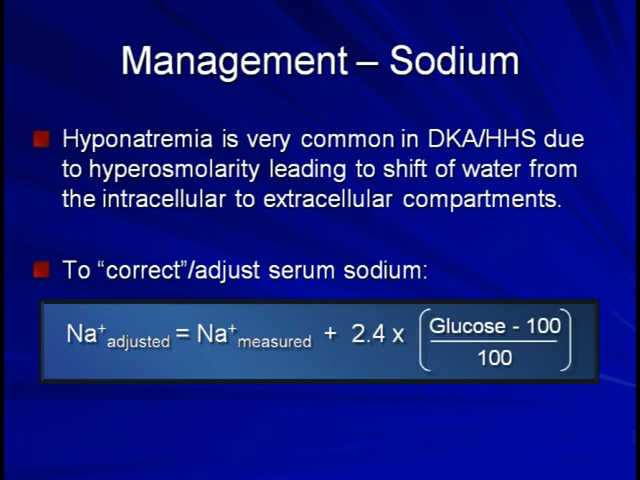 Management – Sodium
Hyponatremia is very common in DKA/HHS due
to hyperosmolarity leading to shift of water from
the intracellular to extracellular compartments.
To “correct”/adjust serum sodium:
Na⁺adjusted = Na⁺measured + 2.4 x (Glucose - 100
100)